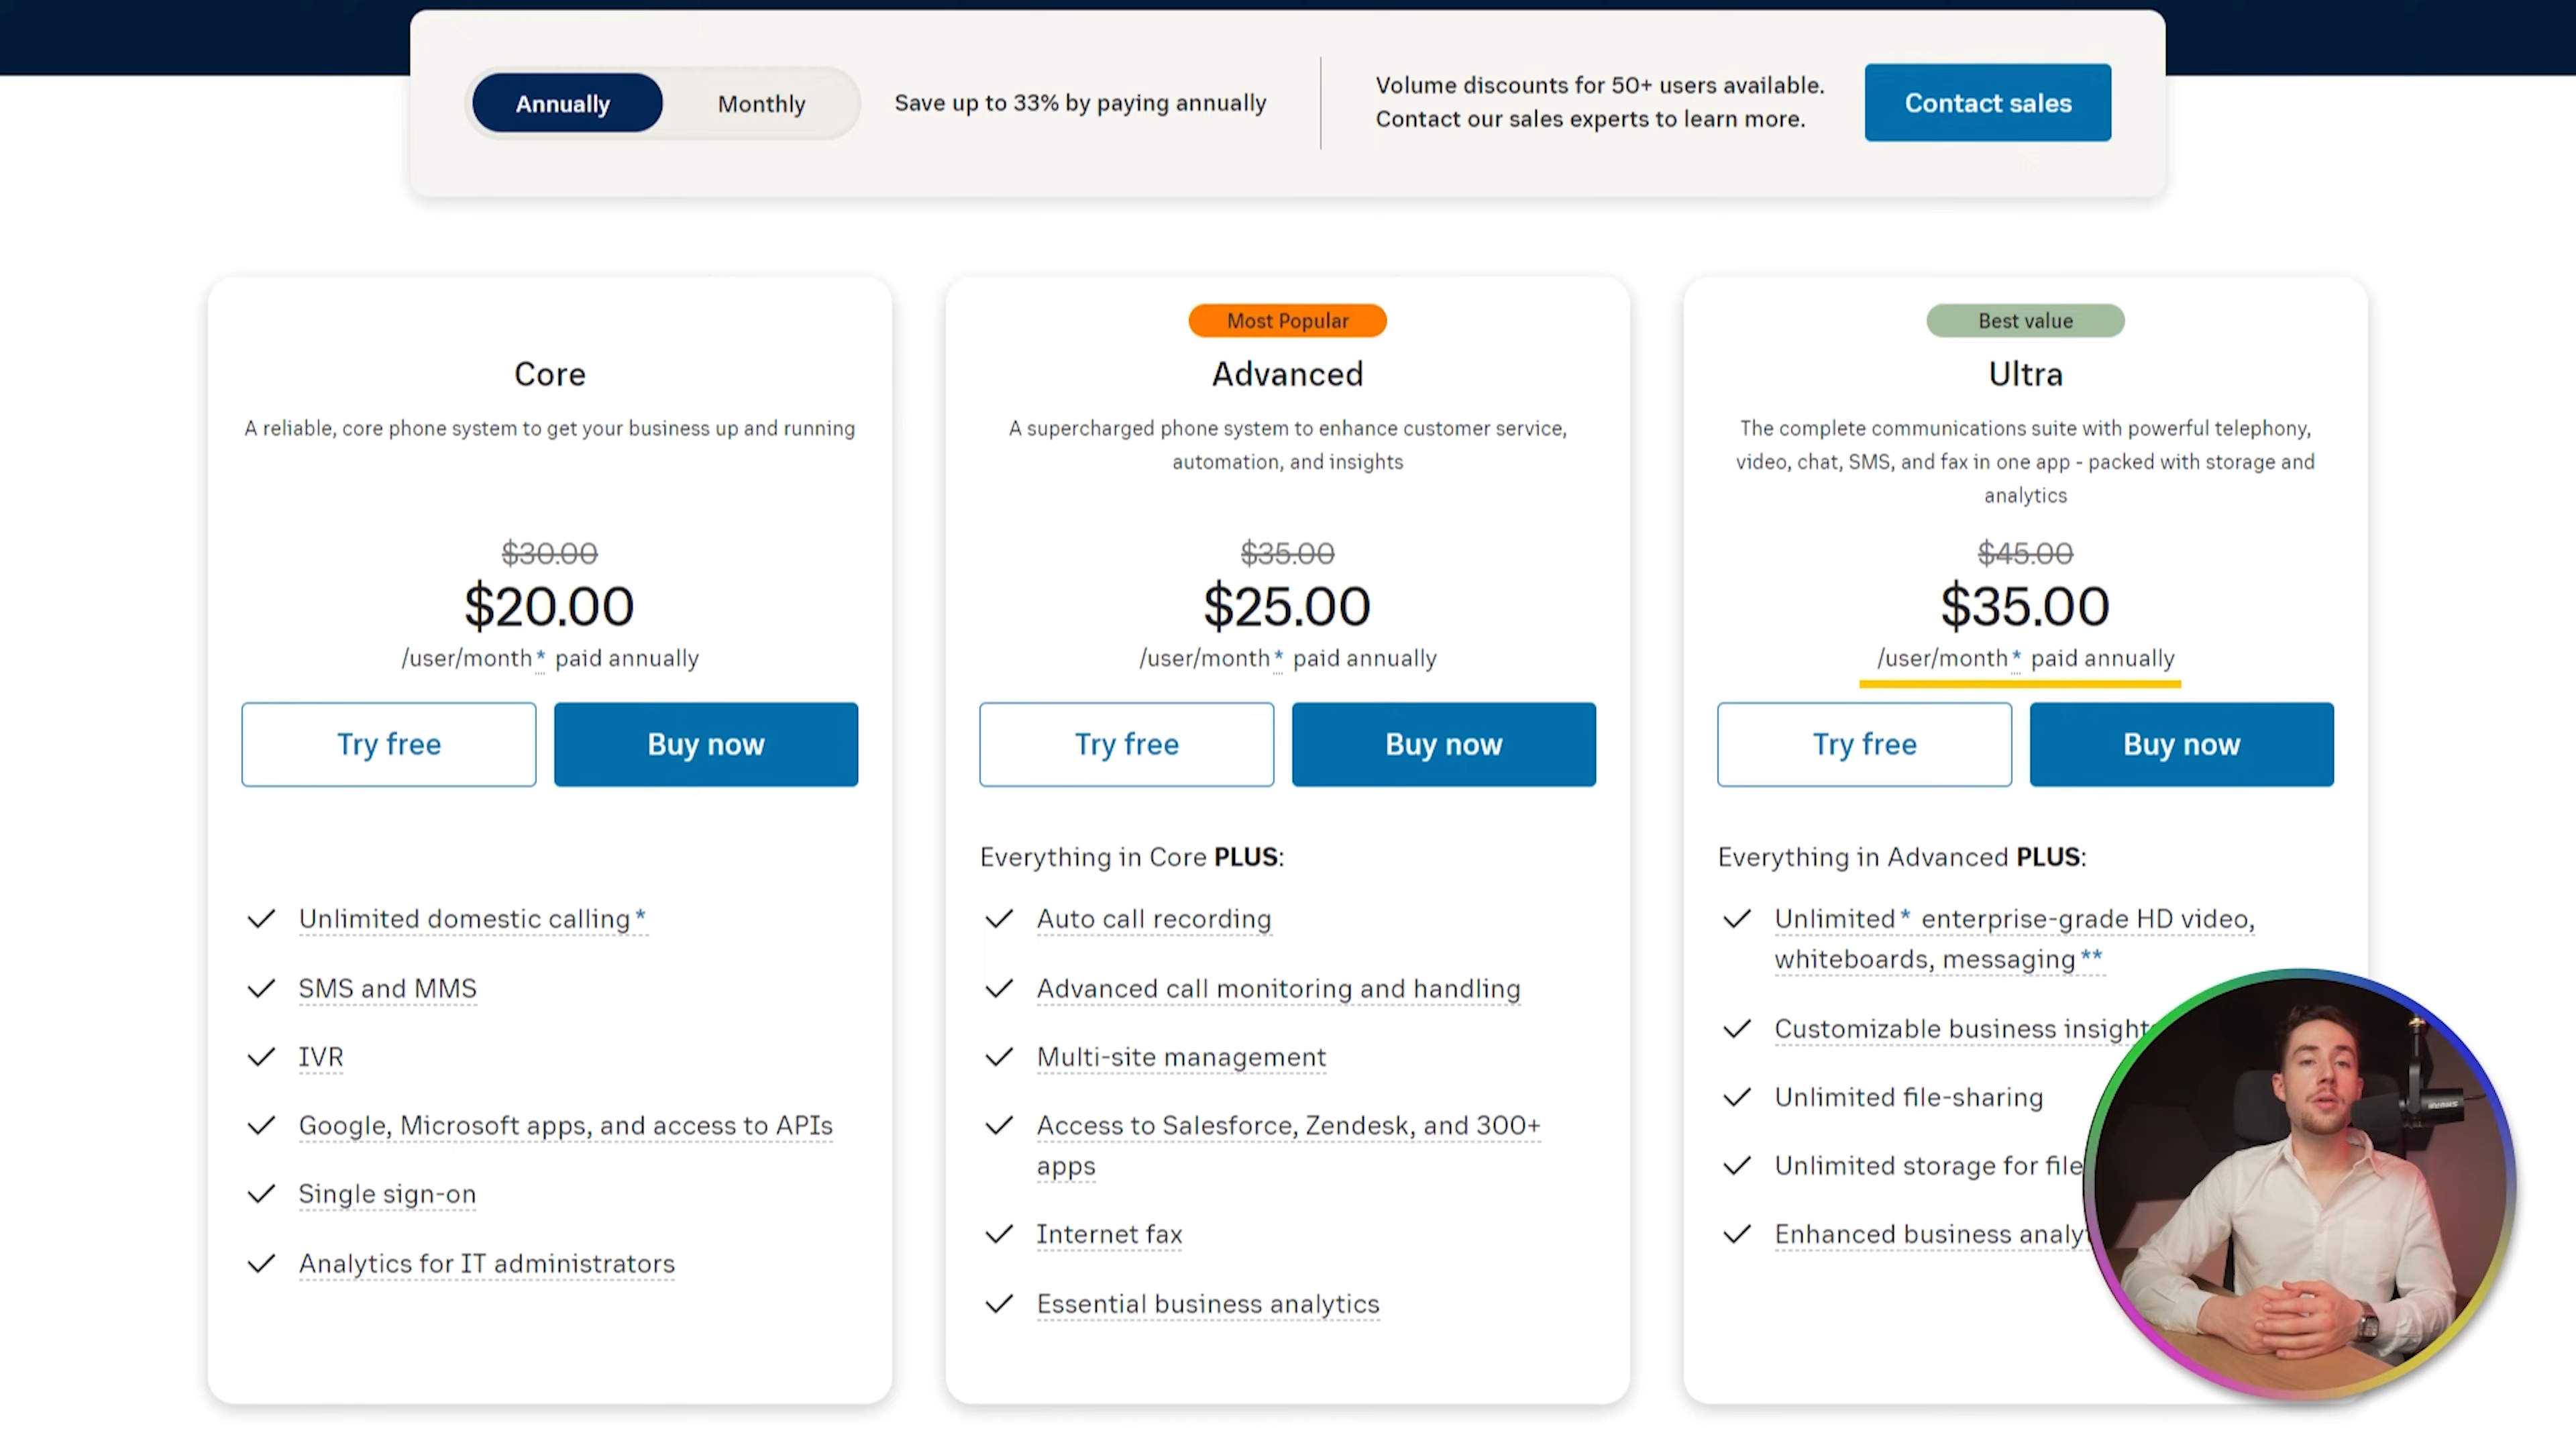 Annually
Monthly
Save up to 33% by paying annually
Volume discounts for 50+ users available.
Contact our sales experts to learn more.
Contact sales
Core
A reliable, core phone system to get your business up and running
$30.00
$20.00
/user/month* paid annually
Try free
Buy now
Unlimited domestic calling*
SMS and MMS
IVR
Google, Microsoft apps, and access to APIs
Single sign-on
Analytics for IT administrators
Most Popular
Advanced
A supercharged phone system to enhance customer service,
automation, and insights
$35.00
$25.00
/user/month* paid annually
Try free
Buy now
Everything in Core PLUS:
Auto call recording
Advanced call monitoring and handling
Multi-site management
Access to Salesforce, Zendesk, and 300+
apps
Internet fax
Essential business analytics
Best value
Ultra
The complete communications suite with powerful telephony,
video, chat, SMS, and fax in one app - packed with storage and
analytics
$45.00
$35.00
/user/month* paid annually
Try free
Buy now
Everything in Advanced PLUS:
Unlimited* enterprise-grade HD video,
whiteboards, messaging**
Customizable business
Unlimited file-sharing
Unlimited storage for
Enhanced business